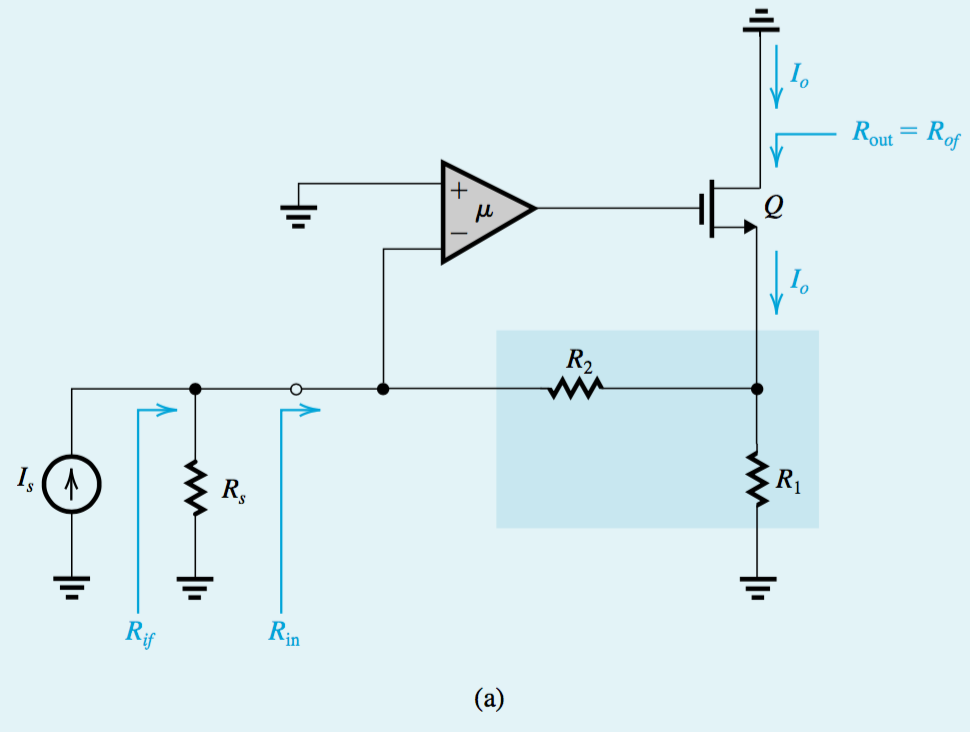 I_o
R_out = R_of
+
μ
−
Q
I_o
R_2
I_s
R_s
R_1
R_if
R_in
(a)